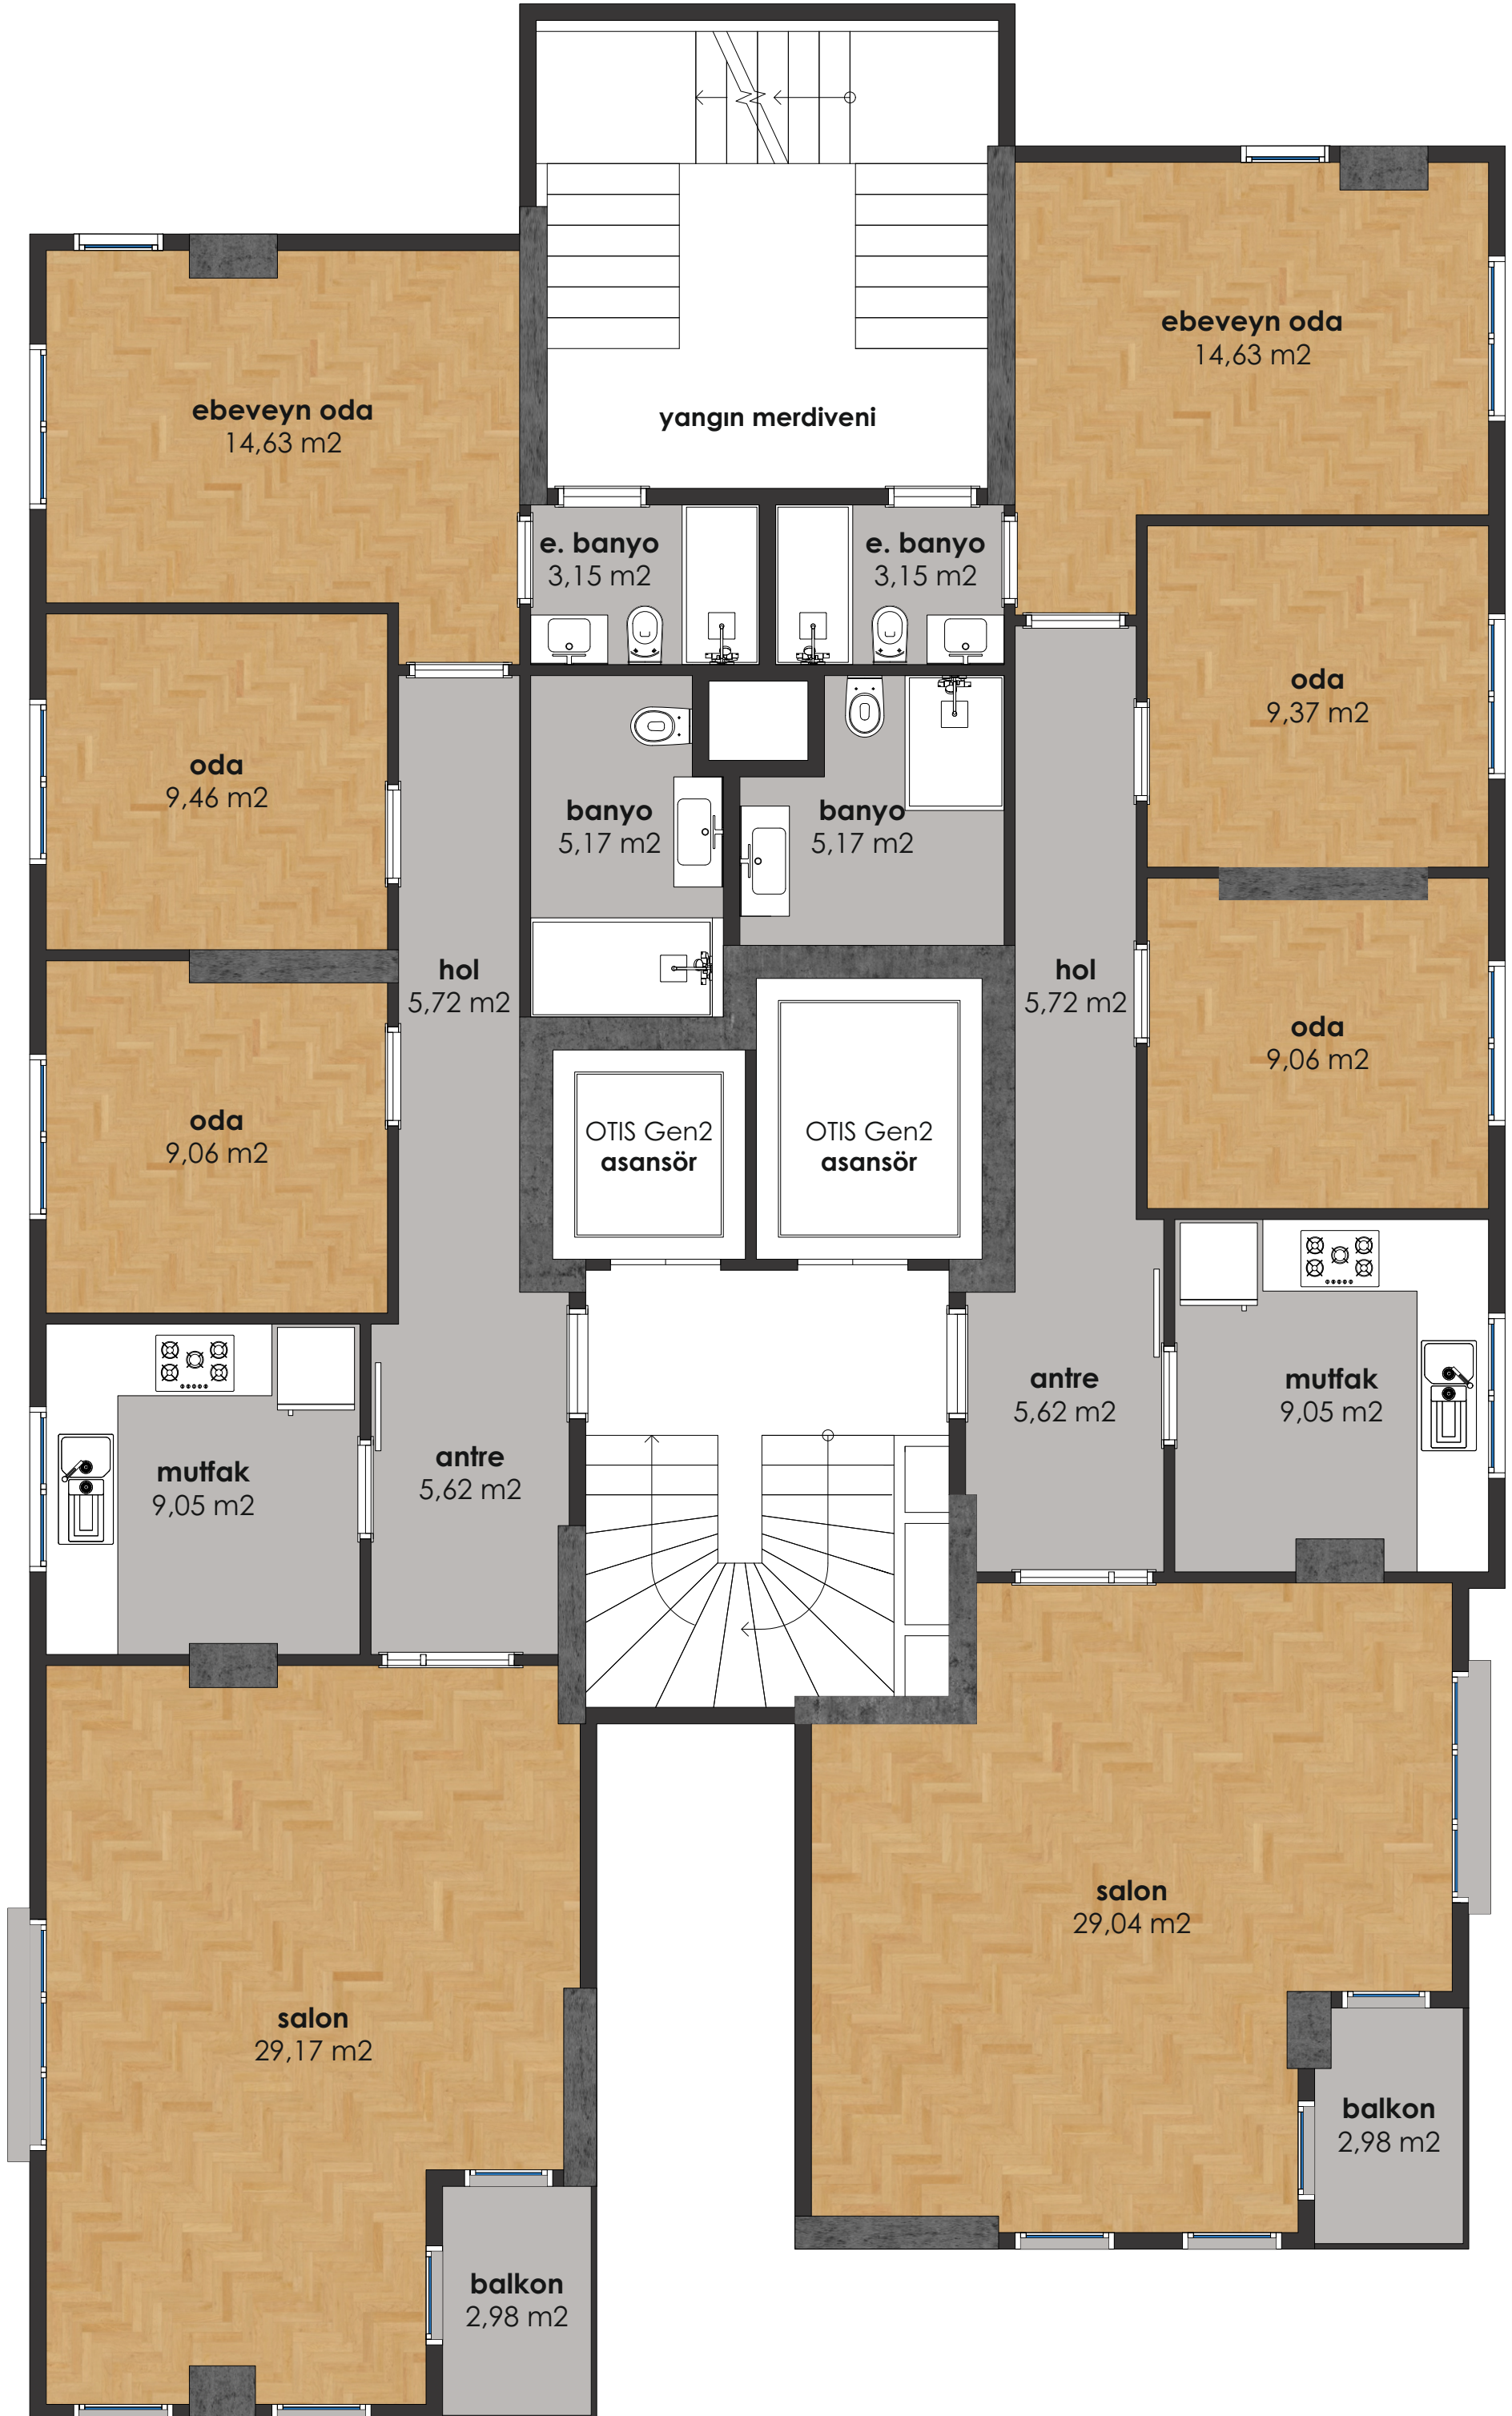 ebeveyn oda
14,63 m2
ebeveyn oda
14,63 m2
yangın merdiveni
e. banyo
3,15 m2
e. banyo
3,15 m2
oda
9,37 m2
oda
9,46 m2
banyo
5,17 m2
banyo
5,17 m2
hol
5,72 m2
hol
5,72 m2
oda
9,06 m2
oda
9,06 m2
OTIS Gen2
asansör
OTIS Gen2
asansör
antre
5,62 m2
mutfak
9,05 m2
mutfak
9,05 m2
antre
5,62 m2
salon
29,04 m2
salon
29,17 m2
balkon
2,98 m2
balkon
2,98 m2